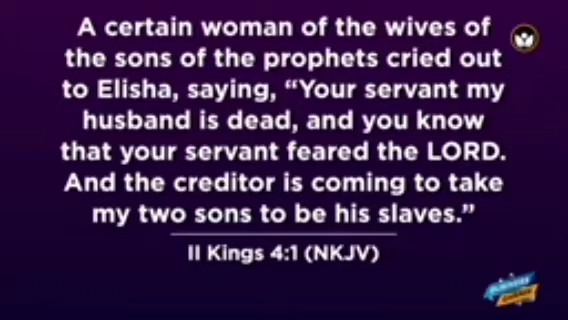 A certain woman of the wives of
the sons of the prophets cried out
to Elisha, saying, “Your servant my
husband is dead, and you know
that your servant feared the LORD.
And the creditor is coming to take
my two sons to be his slaves.”
II Kings 4:1 (NKJV)